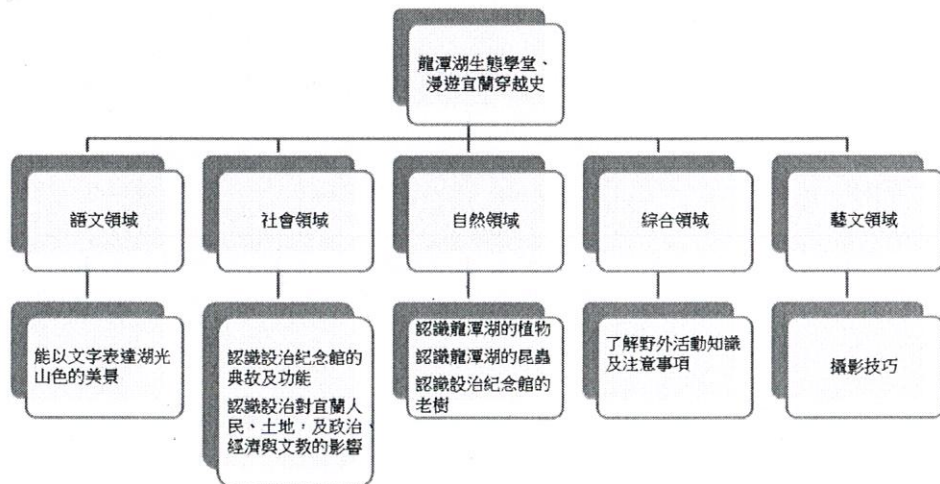 龍潭湖生態學堂、
漫遊宜蘭穿越史
語文領域
社會領域
自然領域
綜合領域
藝文領域
能以文字表達湖光
山色的美景
認識設治紀念館的
典故及功能
認識設治對宜蘭人
民、土地，及政治、
經濟與文教的影響
認識龍潭湖的植物
認識龍潭湖的昆蟲
認識設治紀念館的
老樹
了解野外活動知識
及注意事項
攝影技巧